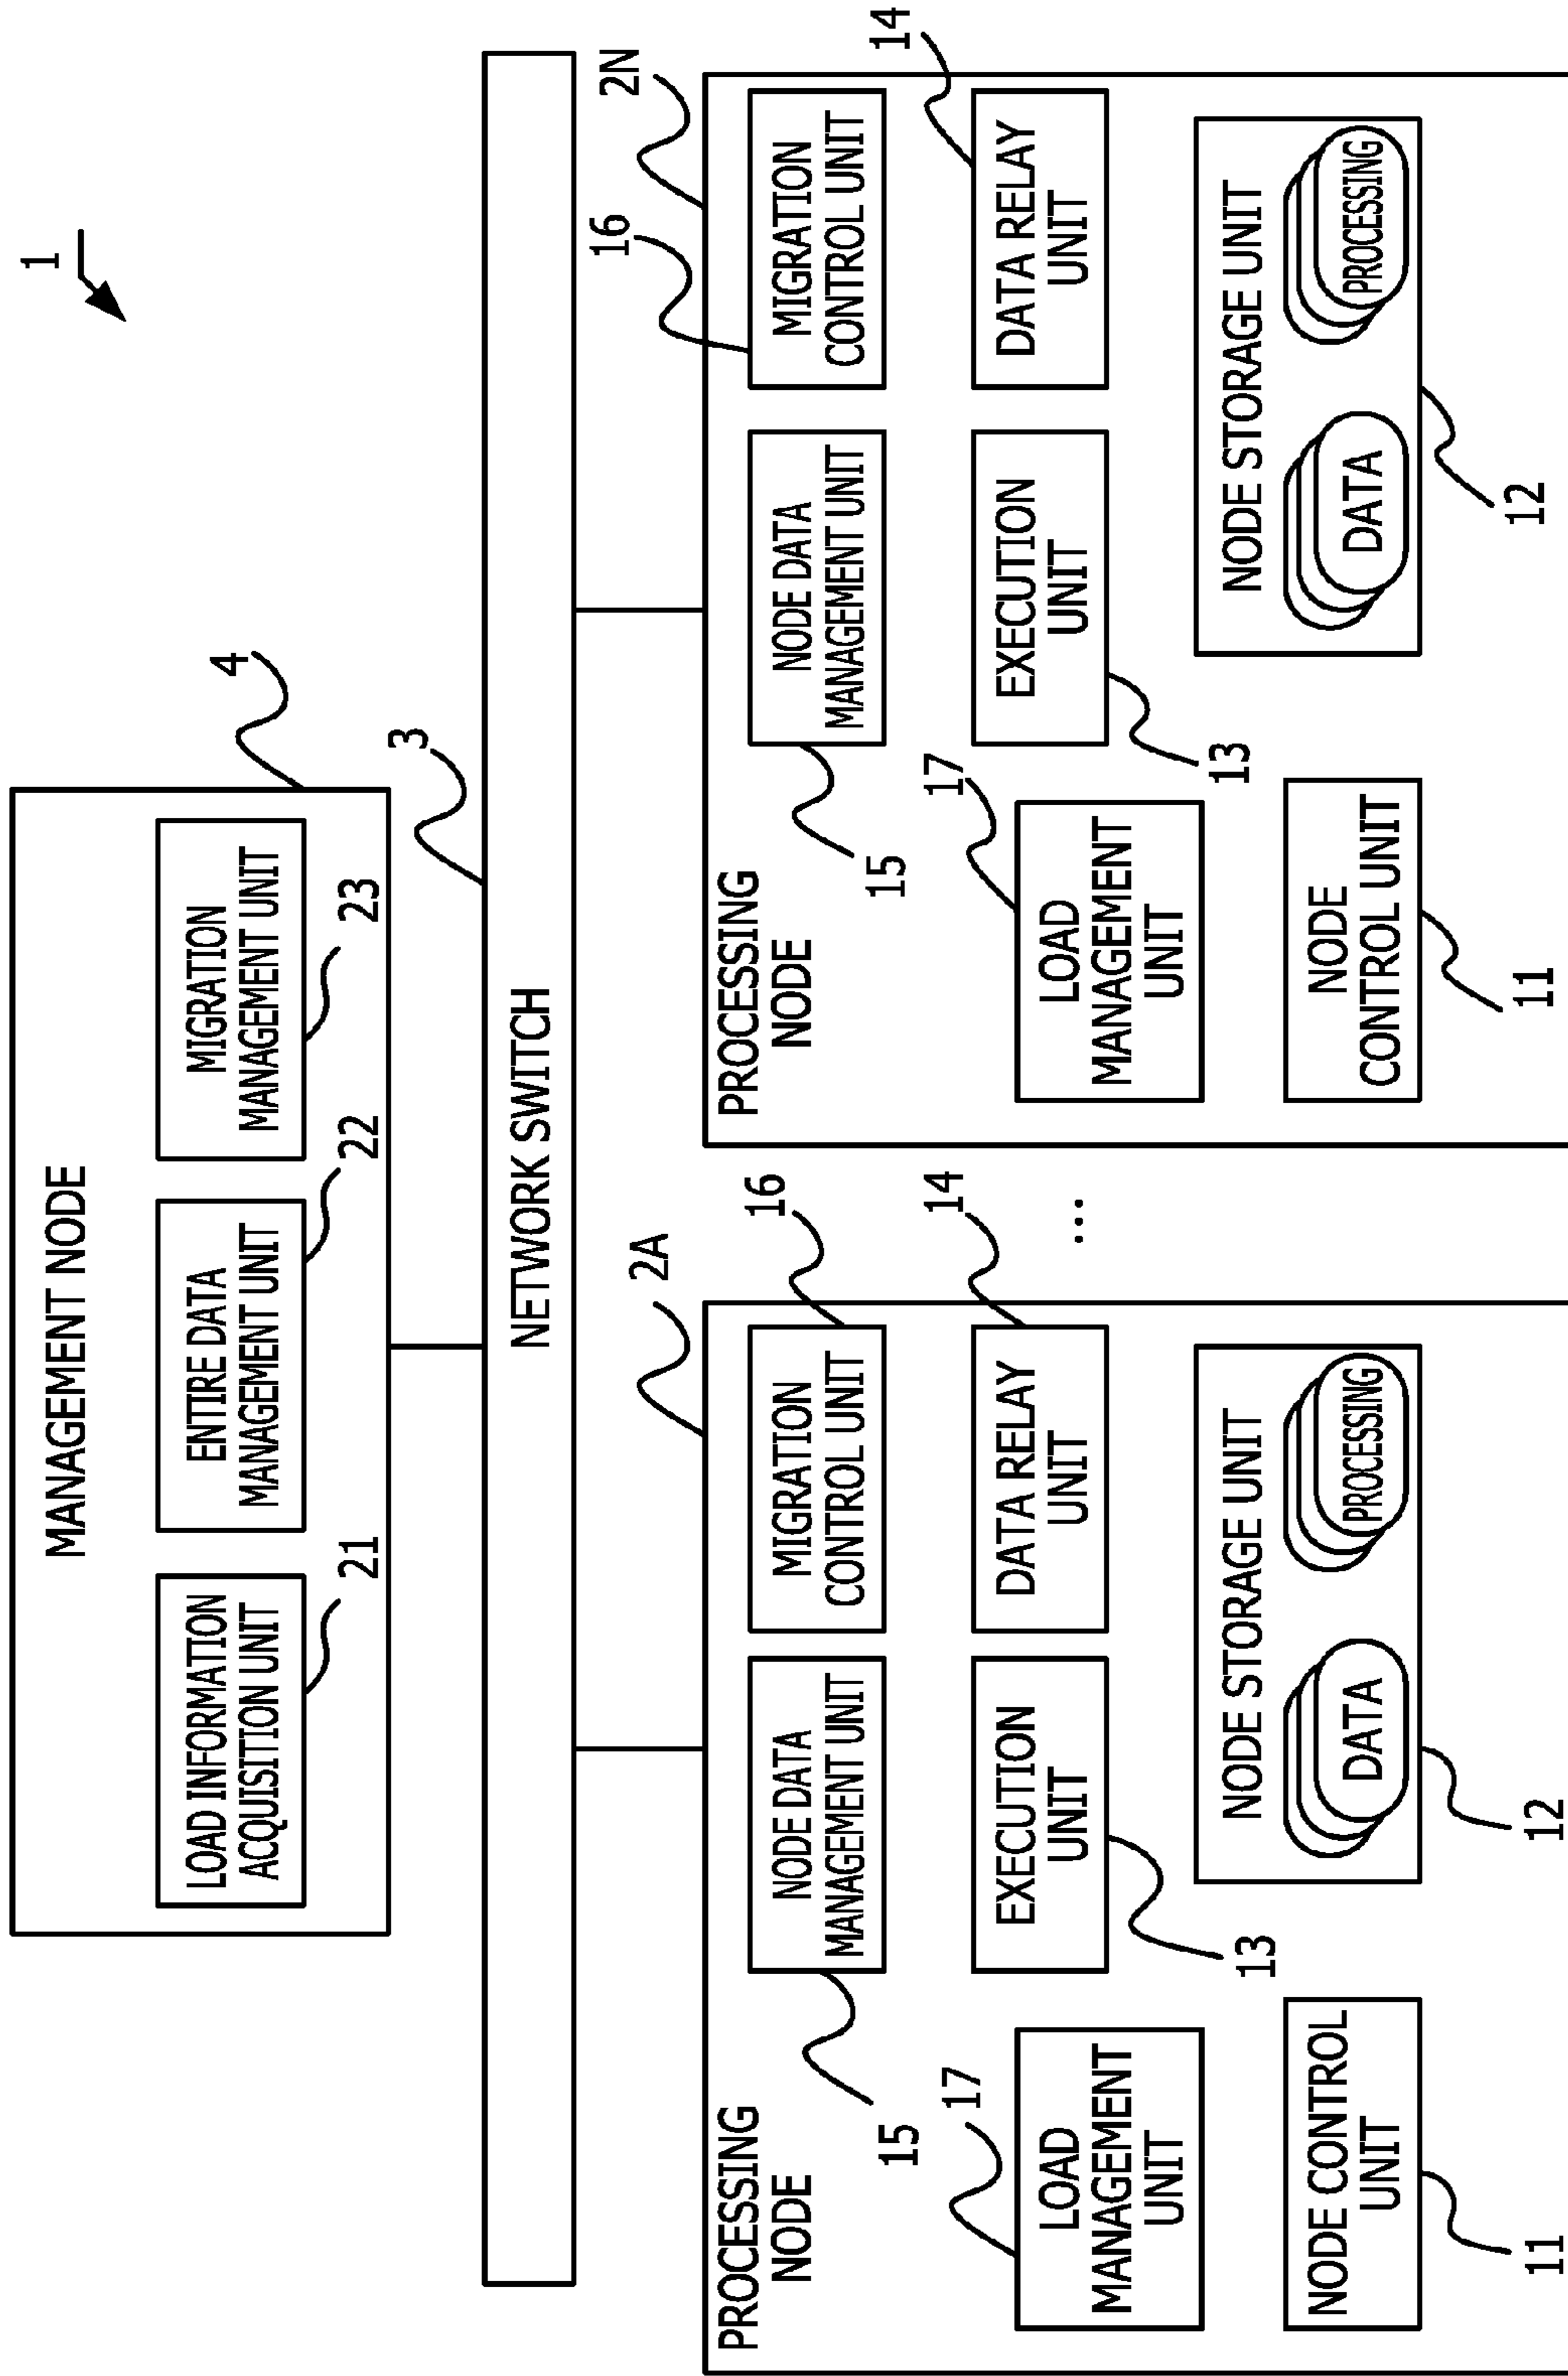 1
MANAGEMENT NODE
LOAD INFORMATION
ACQUISITION UNIT
21
ENTIRE DATA
MANAGEMENT UNIT
22
MIGRATION
MANAGEMENT UNIT
23
4
3
NETWORK SWITCH
2A
PROCESSING
NODE
NODE DATA
MANAGEMENT UNIT
15
MIGRATION
CONTROL UNIT
16
LOAD
MANAGEMENT
UNIT
17
EXECUTION
UNIT
13
DATA RELAY
UNIT
14
NODE CONTROL
UNIT
11
NODE STORAGE UNIT
DATA
PROCESSING
12
...
2N
PROCESSING
NODE
NODE DATA
MANAGEMENT UNIT
15
MIGRATION
CONTROL UNIT
16
LOAD
MANAGEMENT
UNIT
17
EXECUTION
UNIT
13
DATA RELAY
UNIT
14
NODE
CONTROL UNIT
11
NODE STORAGE UNIT
DATA
PROCESSING
12